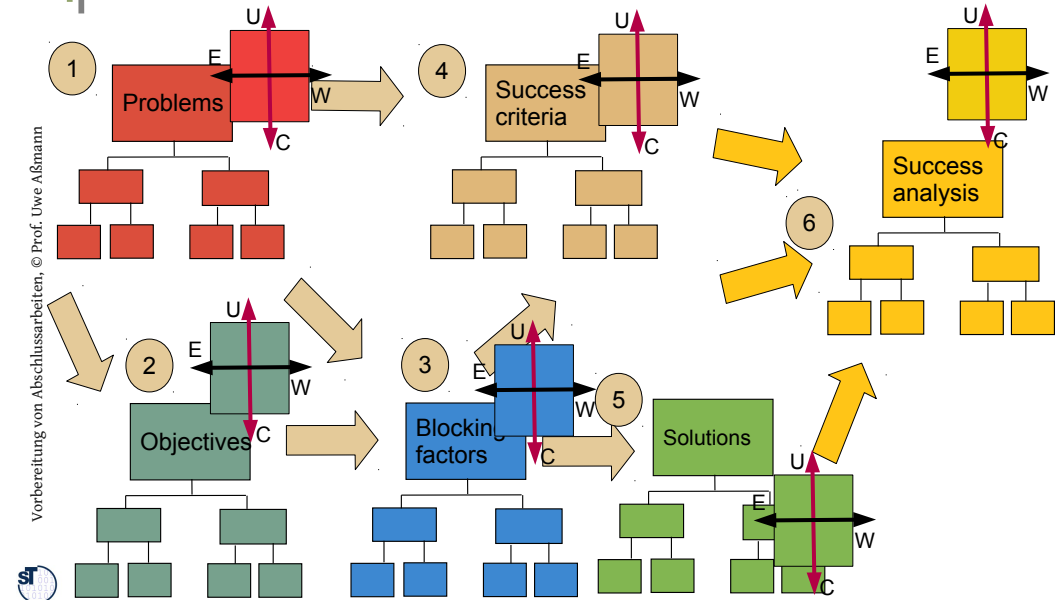 1
Problems
U
E
W
C
4
Success
criteria
U
E
W
C
U
E
C
Success
analysis
6
Vorbereitung von Abschlussarbeiten, © Prof. Uwe Aßmann
2
Objectives
U
E
W
C
3
Blocking
factors
U
E
W
C
5
Solutions
U
E
W
C
ST